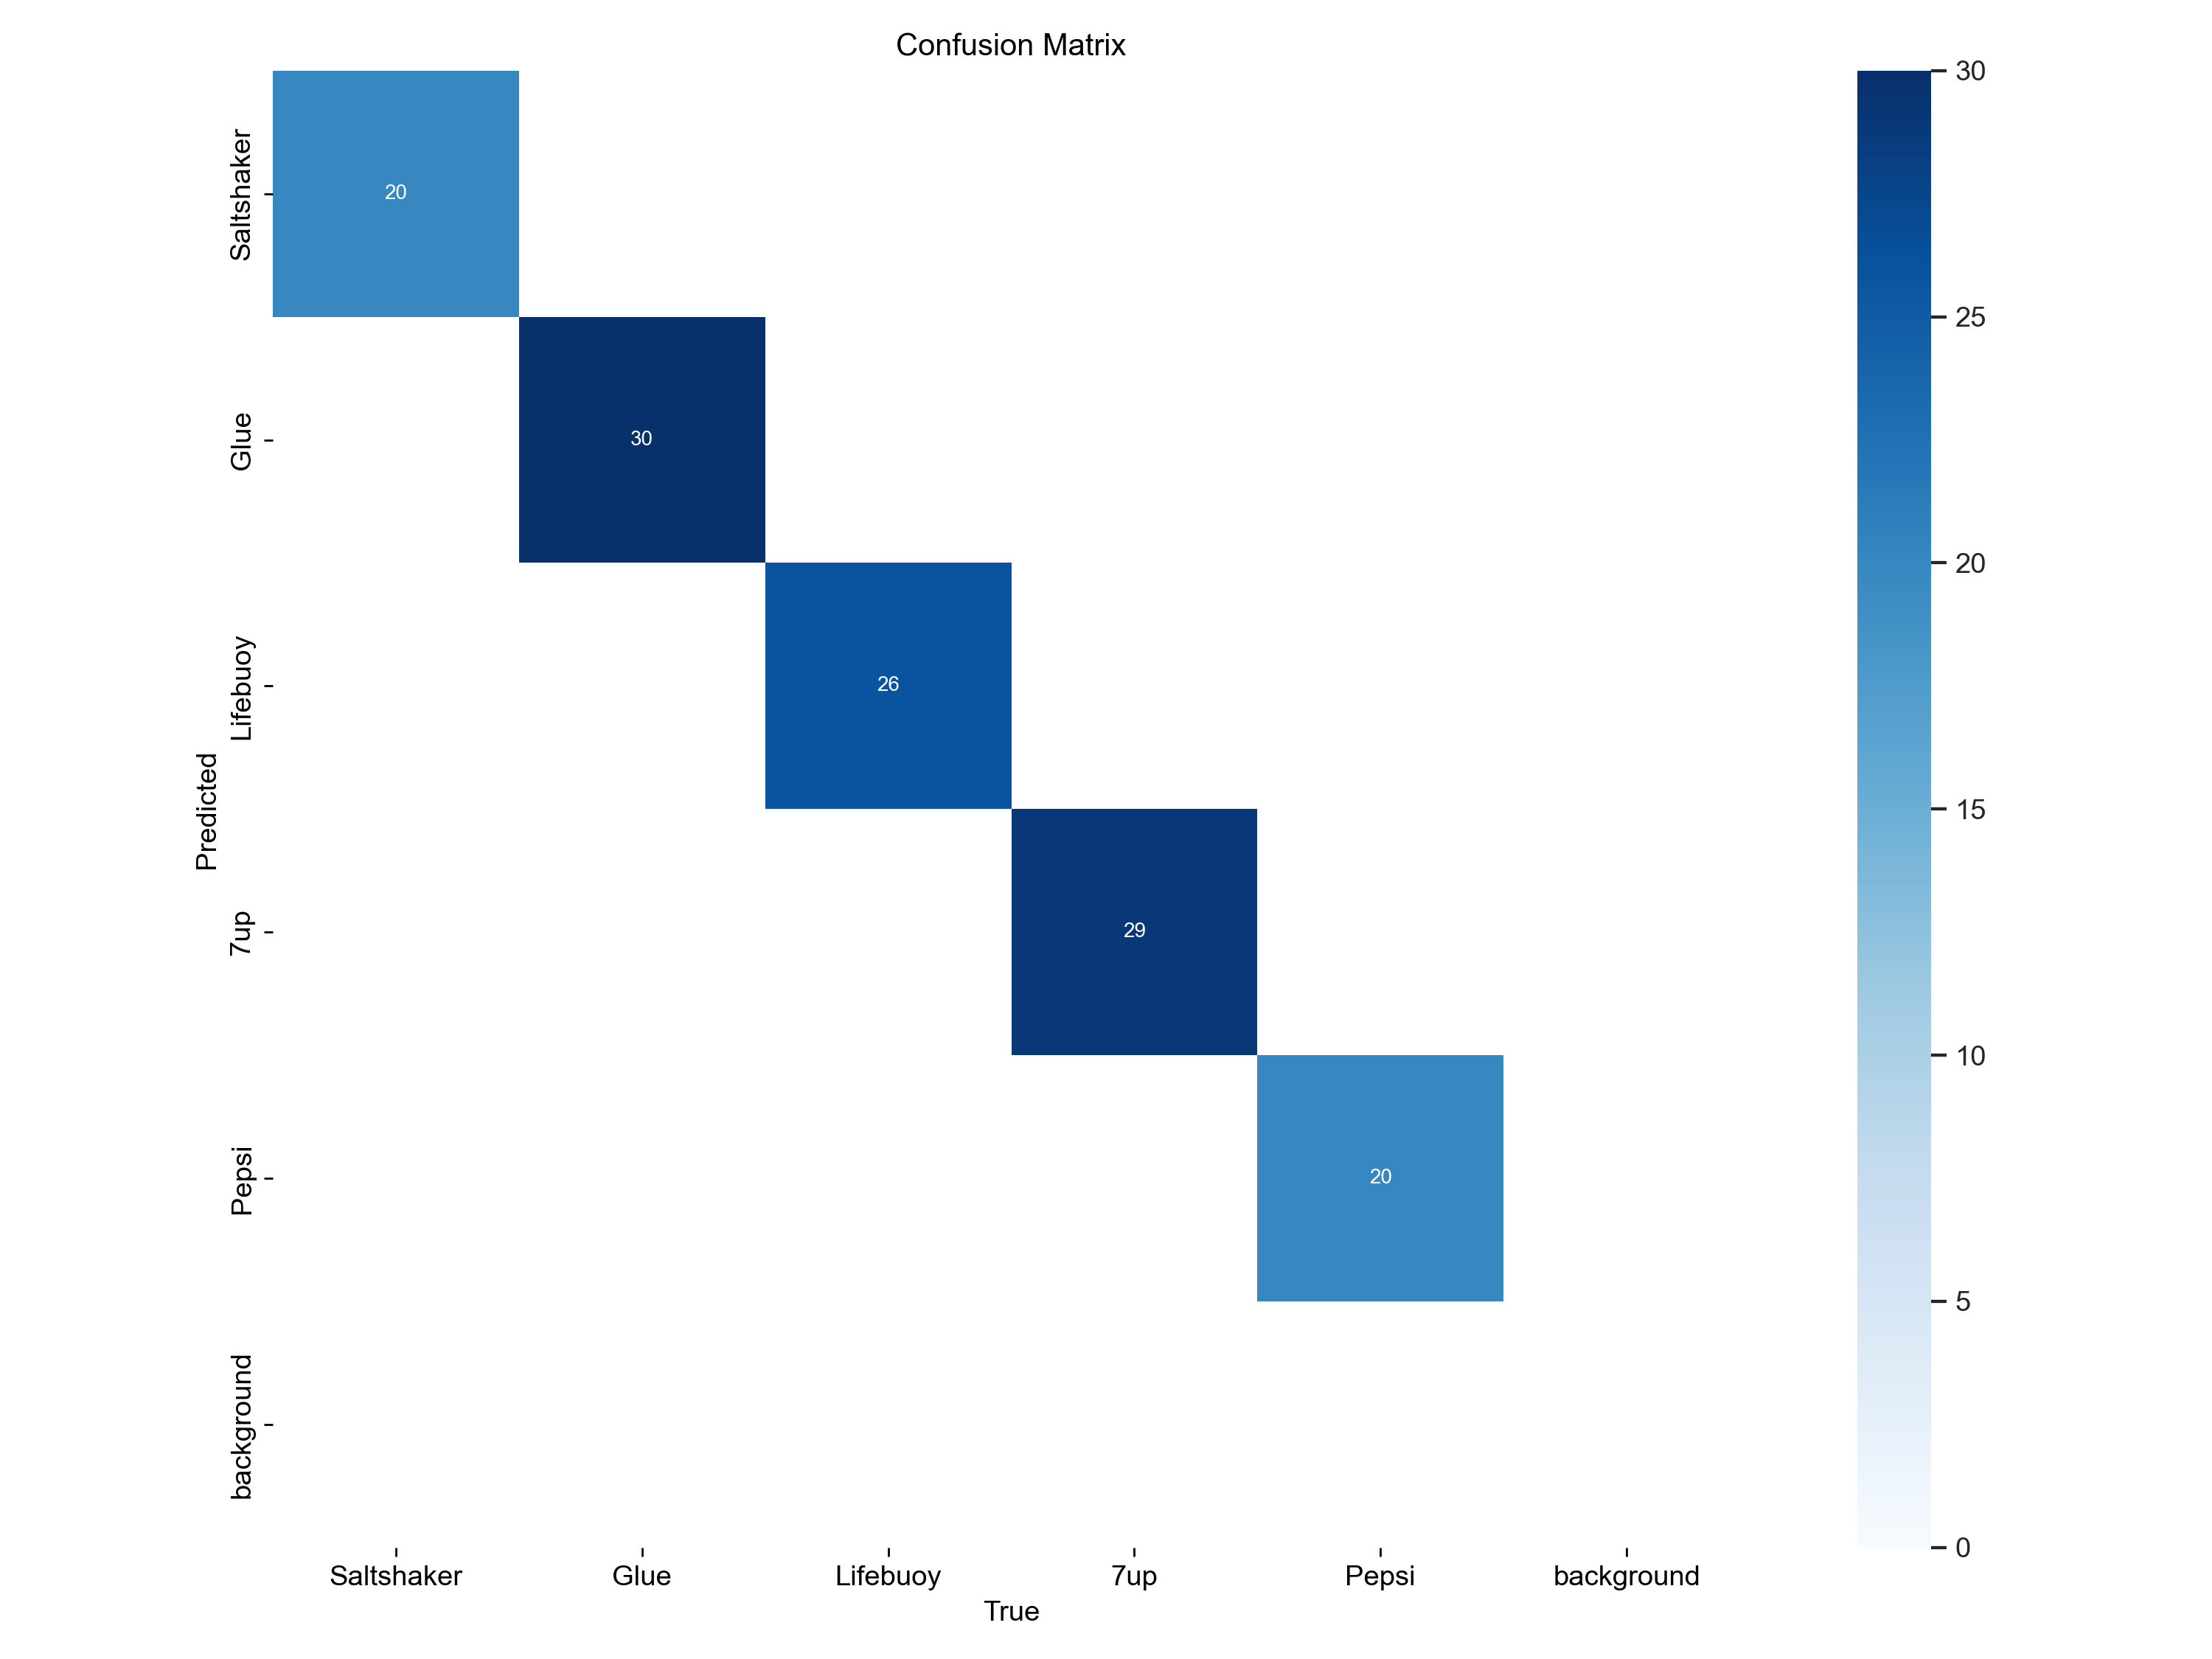 Confusion Matrix
Saltshaker
Glue
Lifebuoy
7up
Pepsi
background
Predicted
20
30
26
29
20
Saltshaker Glue Lifebuoy 7up Pepsi background
True
30
25
20
15
10
5
0